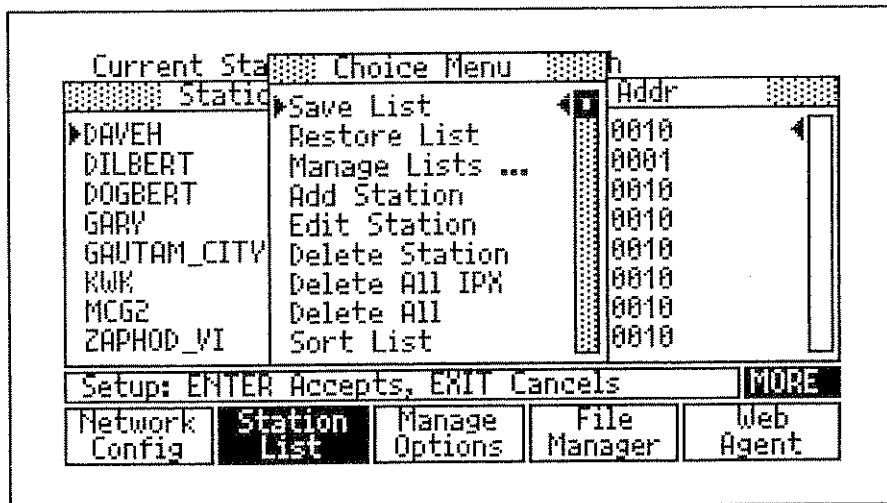 Current Sta
Choice Menu
n
Static
Addr
Save List
Restore List
Manage Lists ...
Add Station
Edit Station
Delete Station
Delete All IPX
Delete All
Sort List
DAVEH
DILBERT
DOGBERT
GARY
GAUTAM_CITY
KWK
MCG2
ZAPHOD_VI
0010
0001
0010
0010
0010
0010
0010
0010
Setup: ENTER Accepts, EXIT Cancels
MORE
Network Config
Station List
Manage Options
File Manager
Web Agent